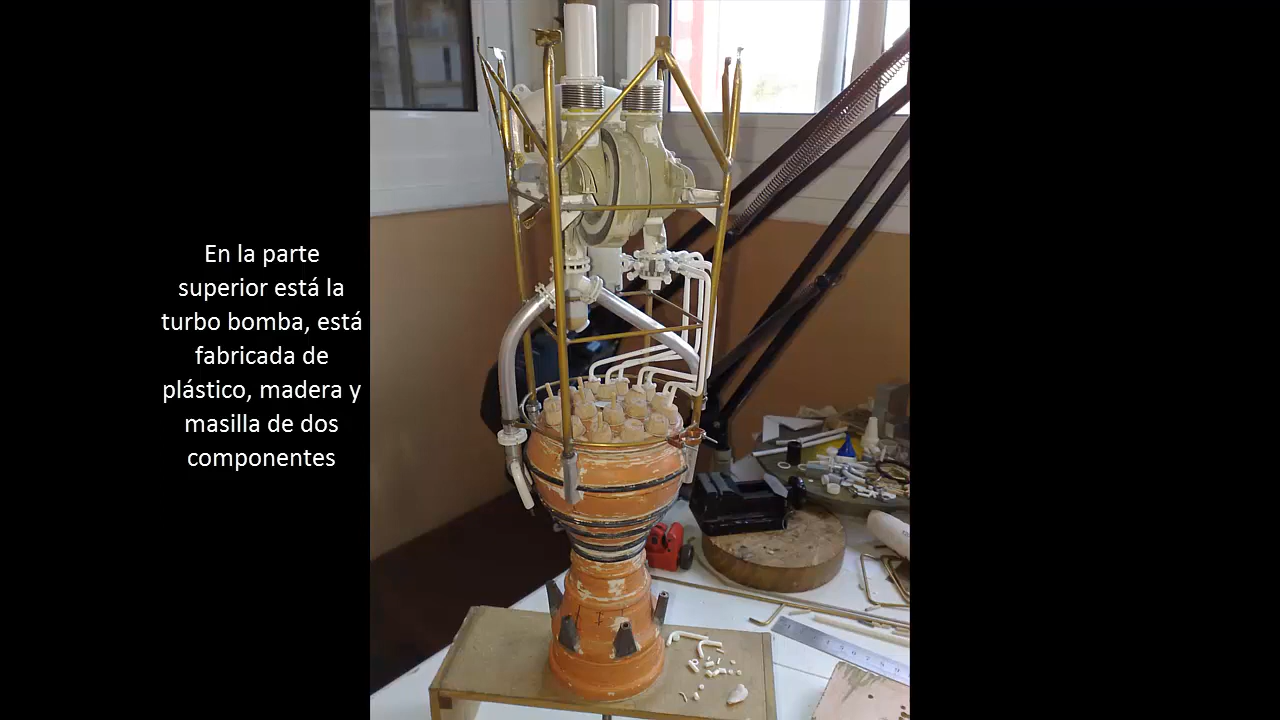 En la parte
superior está la
turbo bomba, está
fabricada de
plástico, madera y
masilla de dos
componentes